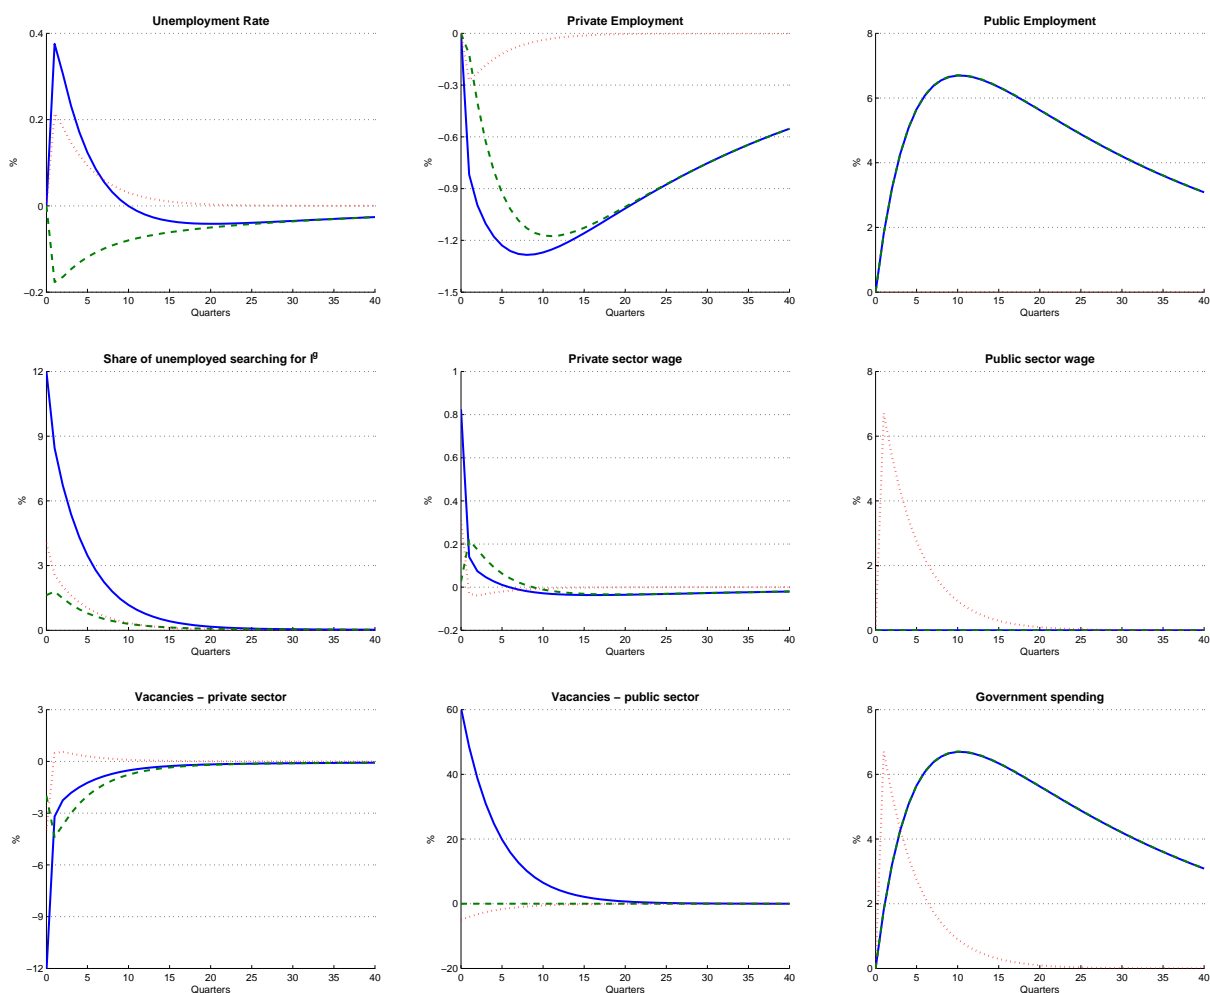 Unemployment Rate
0.4
0.2
0
−0.2
%
0 5 10 15 20 25 30 35 40
Quarters
Private Employment
0
−0.3
−0.6
−0.9
−1.2
−1.5
%
0 5 10 15 20 25 30 35 40
Quarters
Public Employment
8
6
4
2
0
%
0 5 10 15 20 25 30 35 40
Quarters
Share of unemployed searching for l^g
12
9
6
3
0
%
0 5 10 15 20 25 30 35 40
Quarters
Private sector wage
1
0.8
0.6
0.4
0.2
0
−0.2
%
0 5 10 15 20 25 30 35 40
Quarters
Public sector wage
8
6
4
2
0
%
0 5 10 15 20 25 30 35 40
Quarters
Vacancies − private sector
3
0
−3
−6
−9
−12
%
0 5 10 15 20 25 30 35 40
Quarters
Vacancies − public sector
60
40
20
0
−20
%
0 5 10 15 20 25 30 35 40
Quarters
Government spending
8
6
4
2
0
%
0 5 10 15 20 25 30 35 40
Quarters